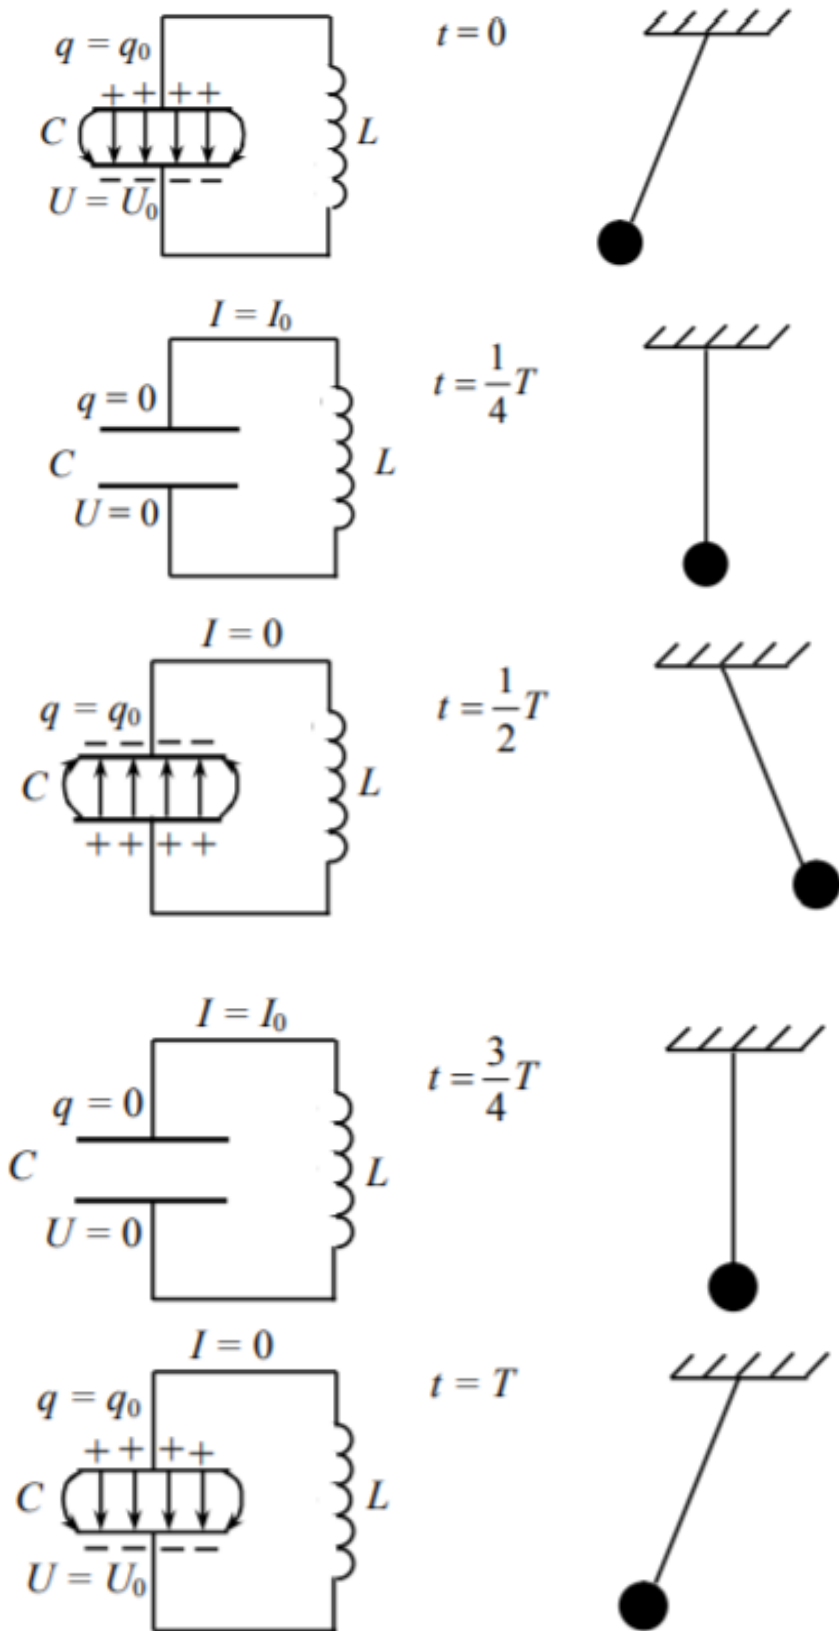 q = q₀ t = 0
+ + + +
C L
− − − −
U = U₀
I = I₀
q = 0 t = 1/4 T
C L
U = 0
I = 0
q = q₀ t = 1/2 T
− − − −
C L
+ + + +
I = I₀
q = 0 t = 3/4 T
C L
U = 0
I = 0
q = q₀ t = T
+ + + +
C L
− − − −
U = U₀